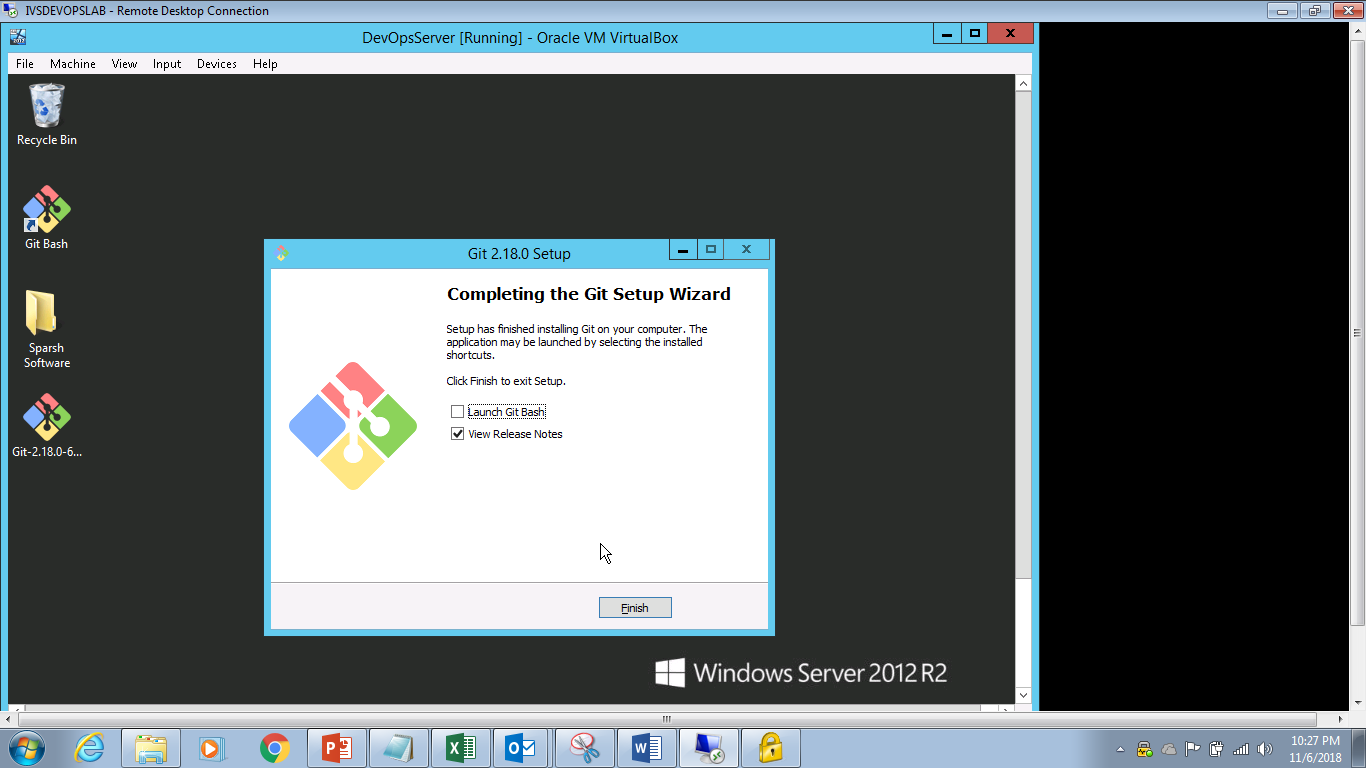 IVSDEVOPSLAB - Remote Desktop Connection
DevOpsServer [Running] - Oracle VM VirtualBox
File Machine View Input Devices Help
Recycle Bin
Git Bash
Sparsh
Software
Git-2.18.0-6...
Git 2.18.0 Setup
Completing the Git Setup Wizard
Setup has finished installing Git on your computer. The
application may be launched by selecting the installed
shortcuts.
Click Finish to exit Setup.
Launch Git Bash
View Release Notes
Finish
Windows Server 2012 R2
10:27 PM
11/6/2018